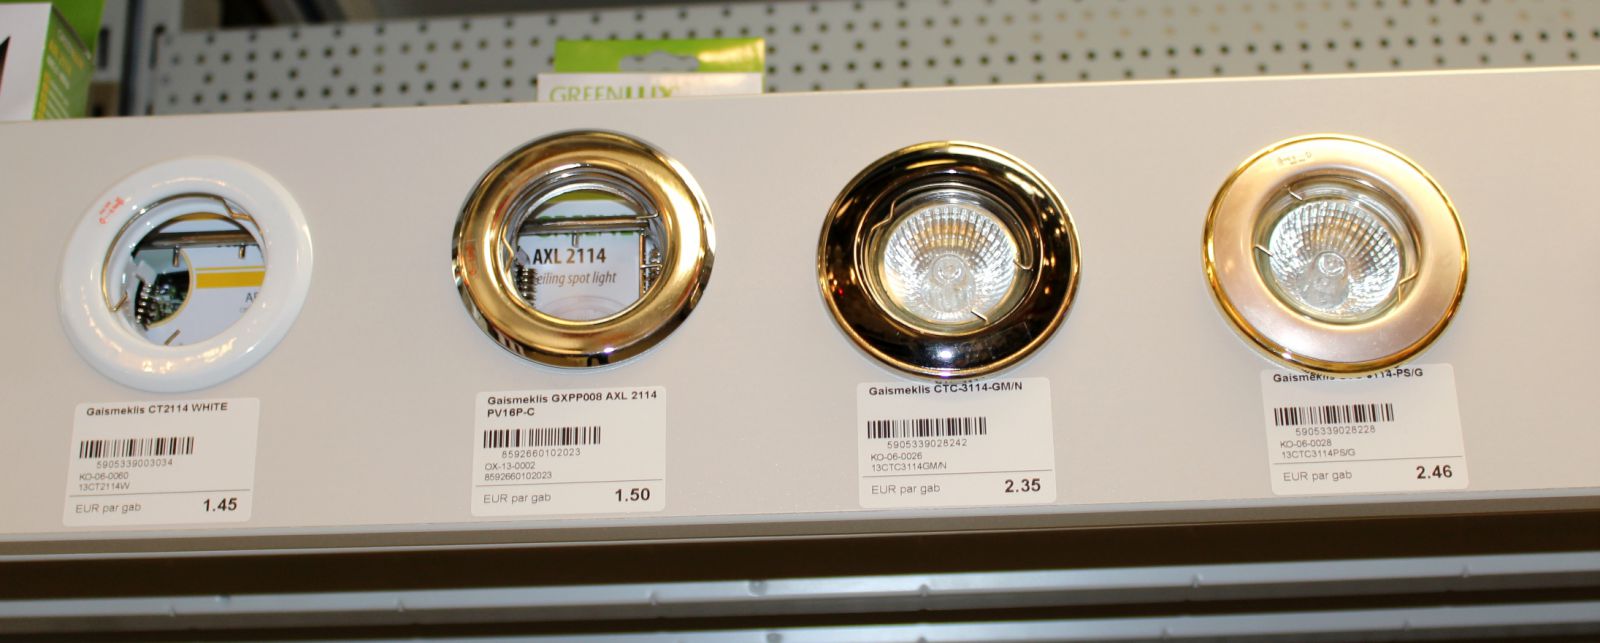 GREENLUX
AXL 2114
eiling spot light
Gaismeklis CT2114 WHITE
5905339003034
KO-06-0060
13CT2114W
EUR par gab 1.45
Gaismeklis GXPP008 AXL 2114
PV16P-C
8592660102023
OX-13-0002
8592660102023
EUR par gab 1.50
Gaismeklis CTC-3114-GM/N
5905339028242
KO-06-0026
13CTC3114GM/N
EUR par gab 2.35
Gaismeklis 3114-PS/G
5905339028228
KO-06-0028
13CTC3114PS/G
EUR par gab 2.46